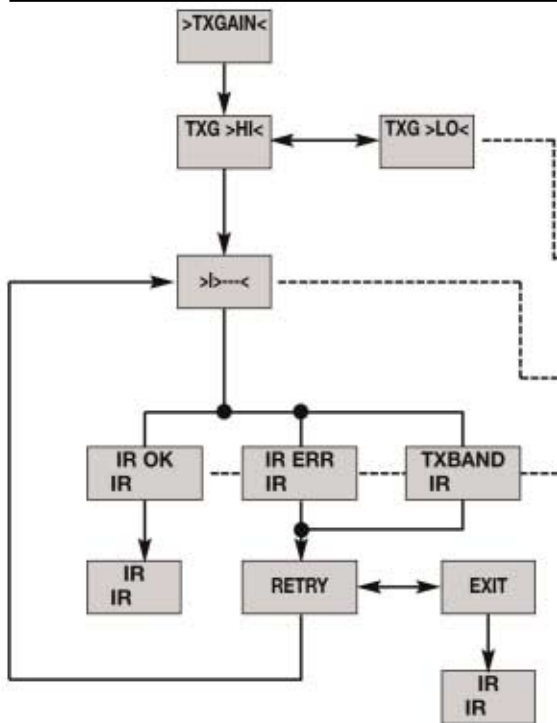 >TXGAIN<
TXG >HI<
TXG >LO<
>I>---<
IR OK
IR
IR ERR
IR
TXBAND
IR
IR
IR
RETRY
EXIT
IR
IR